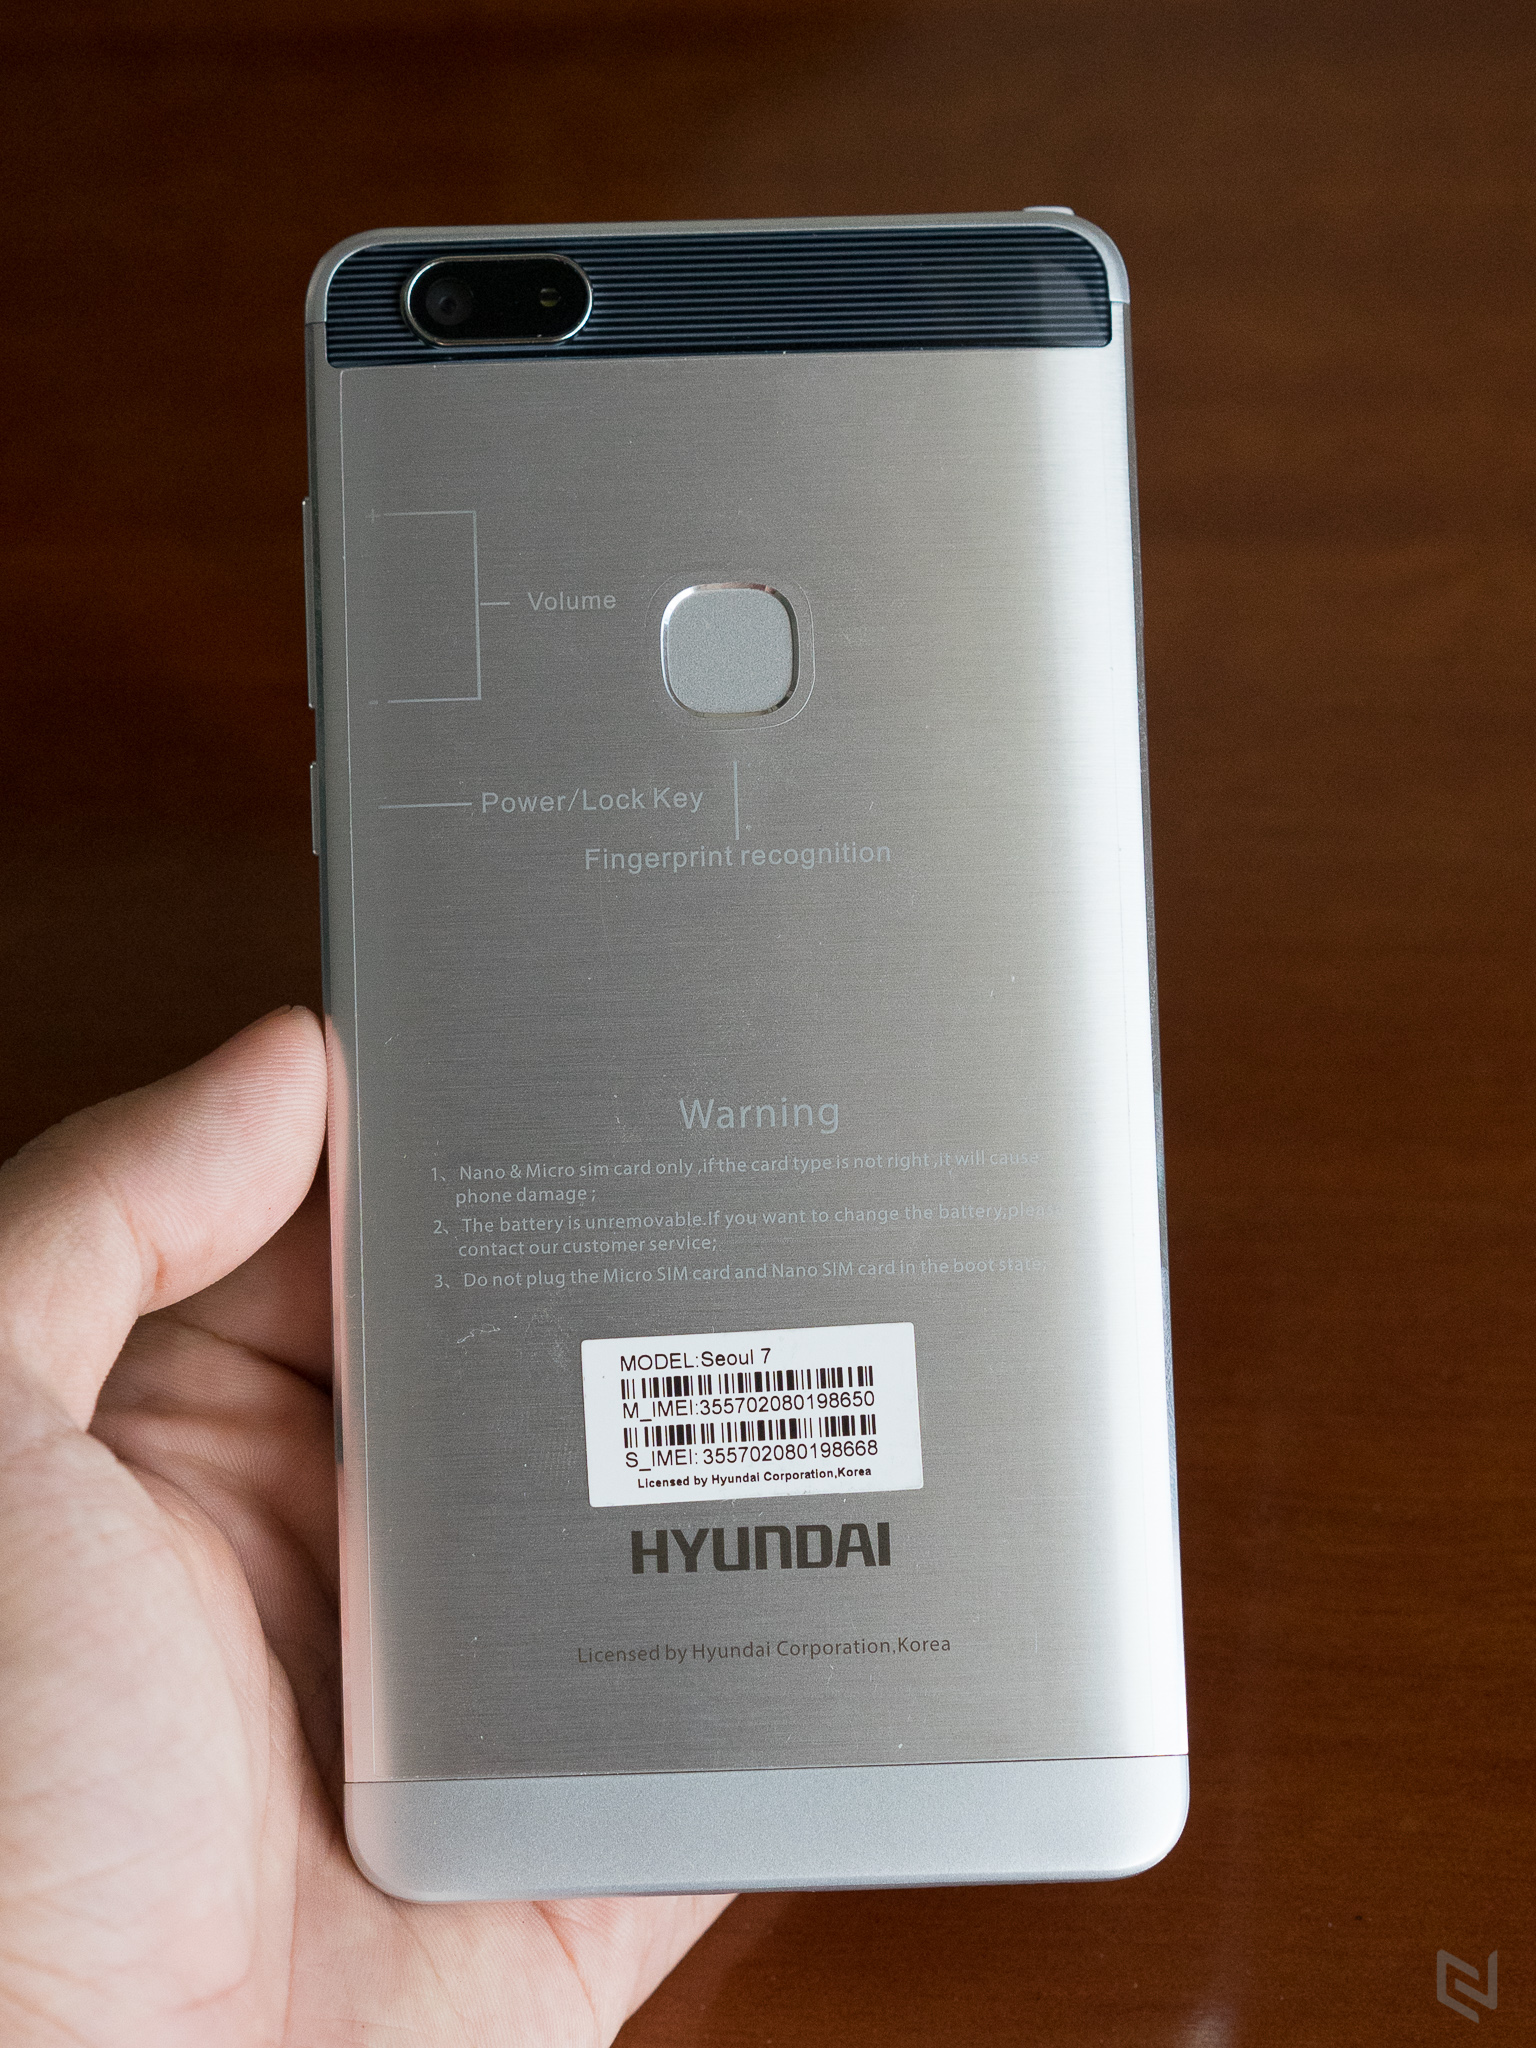 +
Volume
-
Power/Lock Key
Fingerprint recognition
Warning
1、 Nano & Micro sim card only ,if the card type is not right ,it will cause
phone damage ;
2、 The battery is unremovable.If you want to change the battery,pleas
contact our customer service;
3、 Do not plug the Micro SIM card and Nano SIM card in the boot state;
MODEL:Seoul 7
M_IMEI:355702080198650
S_IMEI: 355702080198668
Licensed by Hyundai Corporation,Korea
HYUNDAI
Licensed by Hyundai Corporation,Korea